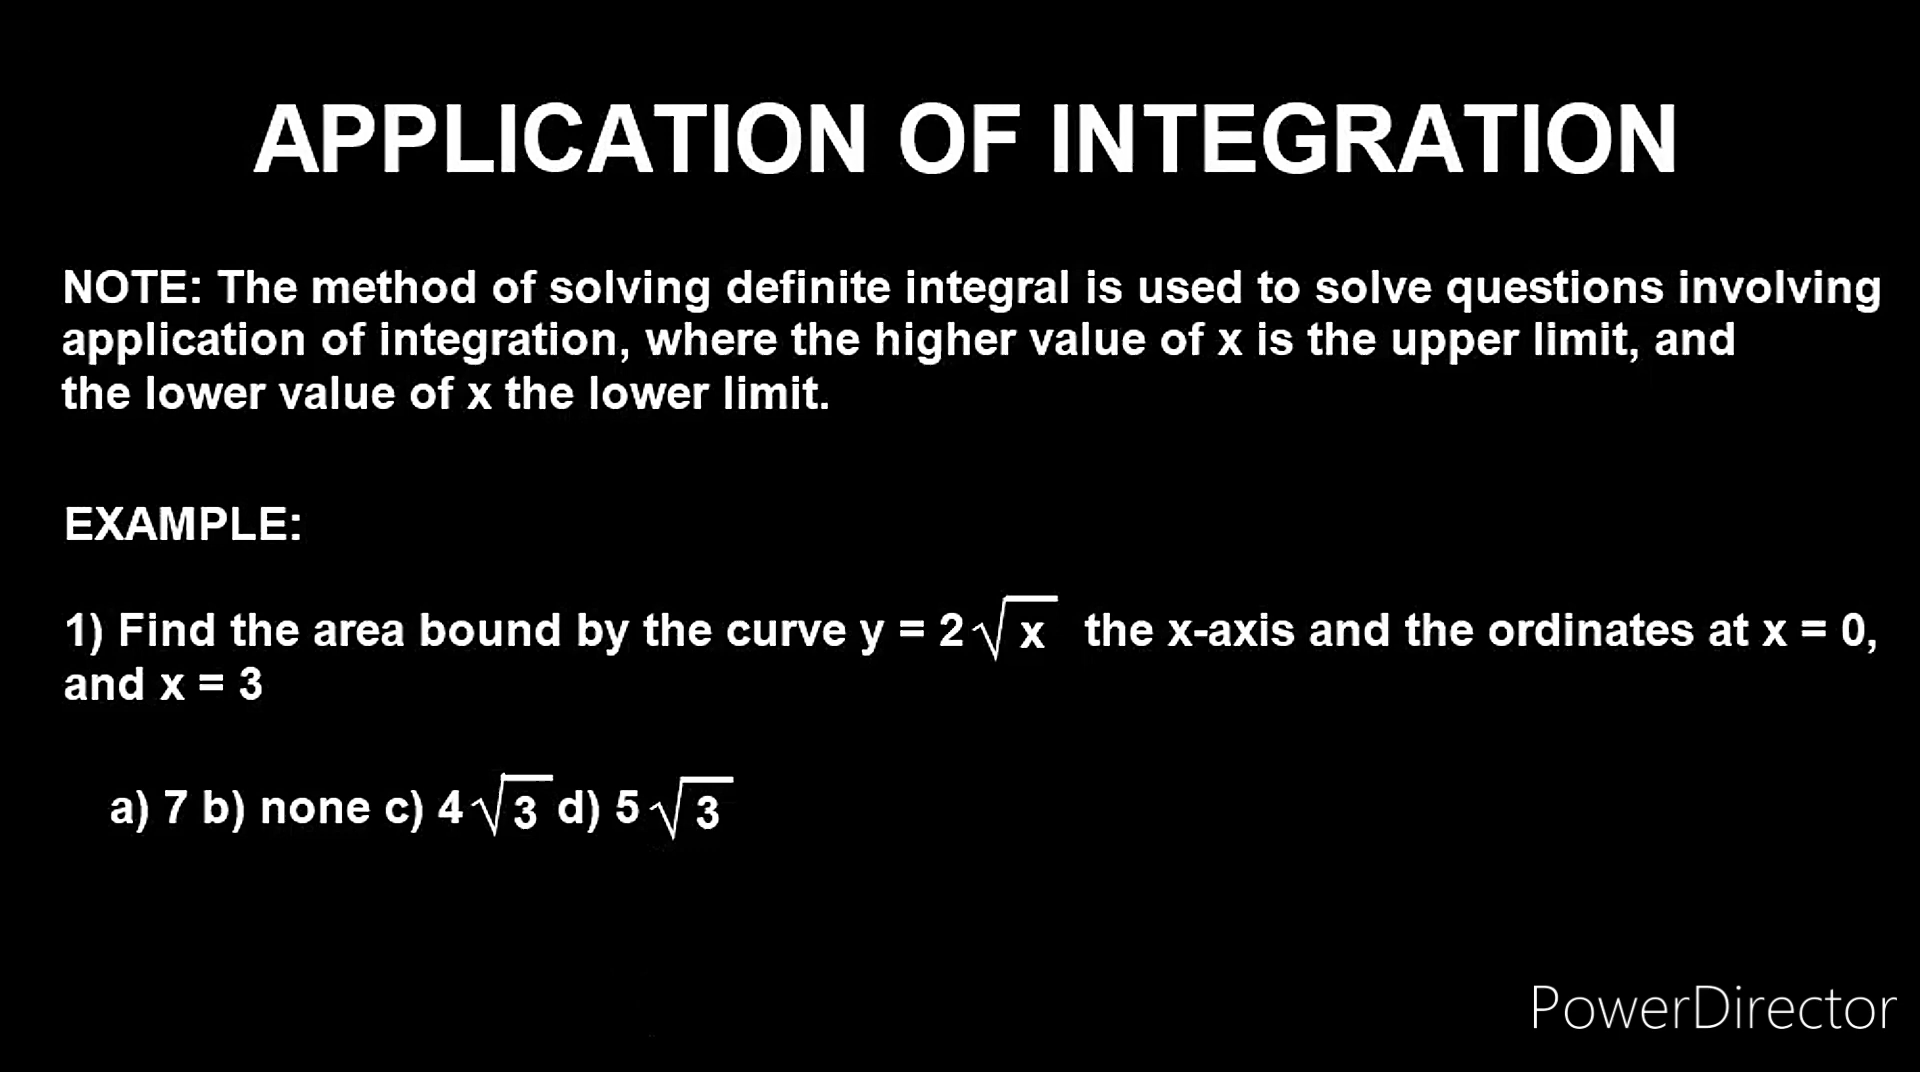 APPLICATION OF INTEGRATION
NOTE: The method of solving definite integral is used to solve questions involving
application of integration, where the higher value of x is the upper limit, and
the lower value of x the lower limit.
EXAMPLE:
1) Find the area bound by the curve y = 2√x the x-axis and the ordinates at x = 0,
and x = 3
a) 7 b) none c) 4√3 d) 5√3
PowerDirector